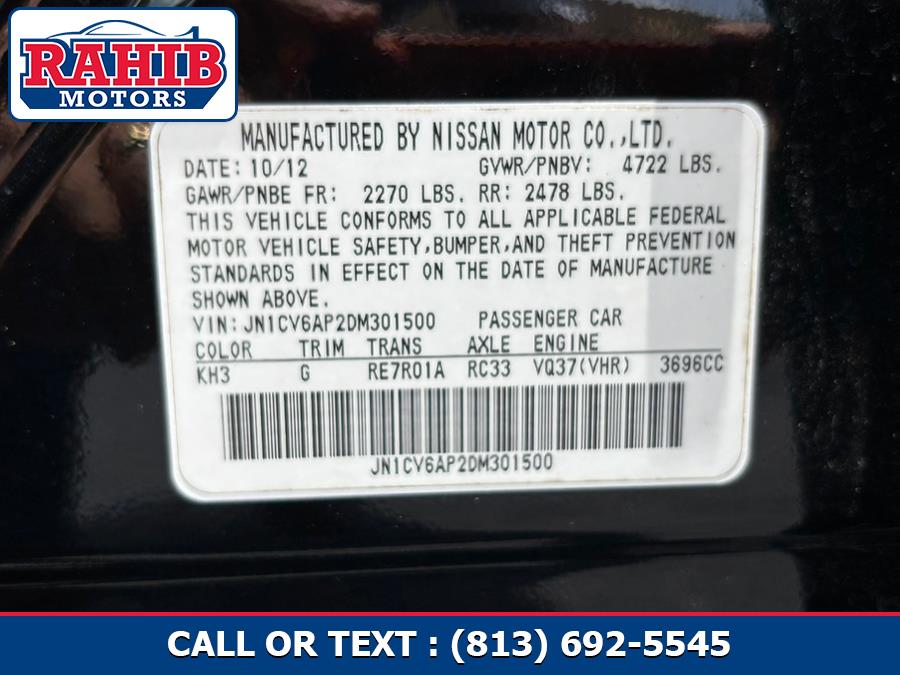 RAHIB
MOTORS
MANUFACTURED BY NISSAN MOTOR CO.,LTD.
DATE: 10/12 GVWR/PNBV: 4722 LBS.
GAWR/PNBE FR: 2270 LBS. RR: 2478 LBS.
THIS VEHICLE CONFORMS TO ALL APPLICABLE FEDERAL
MOTOR VEHICLE SAFETY,BUMPER,AND THEFT PREVENTION
STANDARDS IN EFFECT ON THE DATE OF MANUFACTURE
SHOWN ABOVE.
VIN:JN1CV6AP2DM301500 PASSENGER CAR
COLOR TRIM TRANS AXLE ENGINE
KH3 G RE7R01A RC33 VQ37(VHR) 3696CC
JN1CV6AP2DM301500
CALL OR TEXT : (813) 692-5545